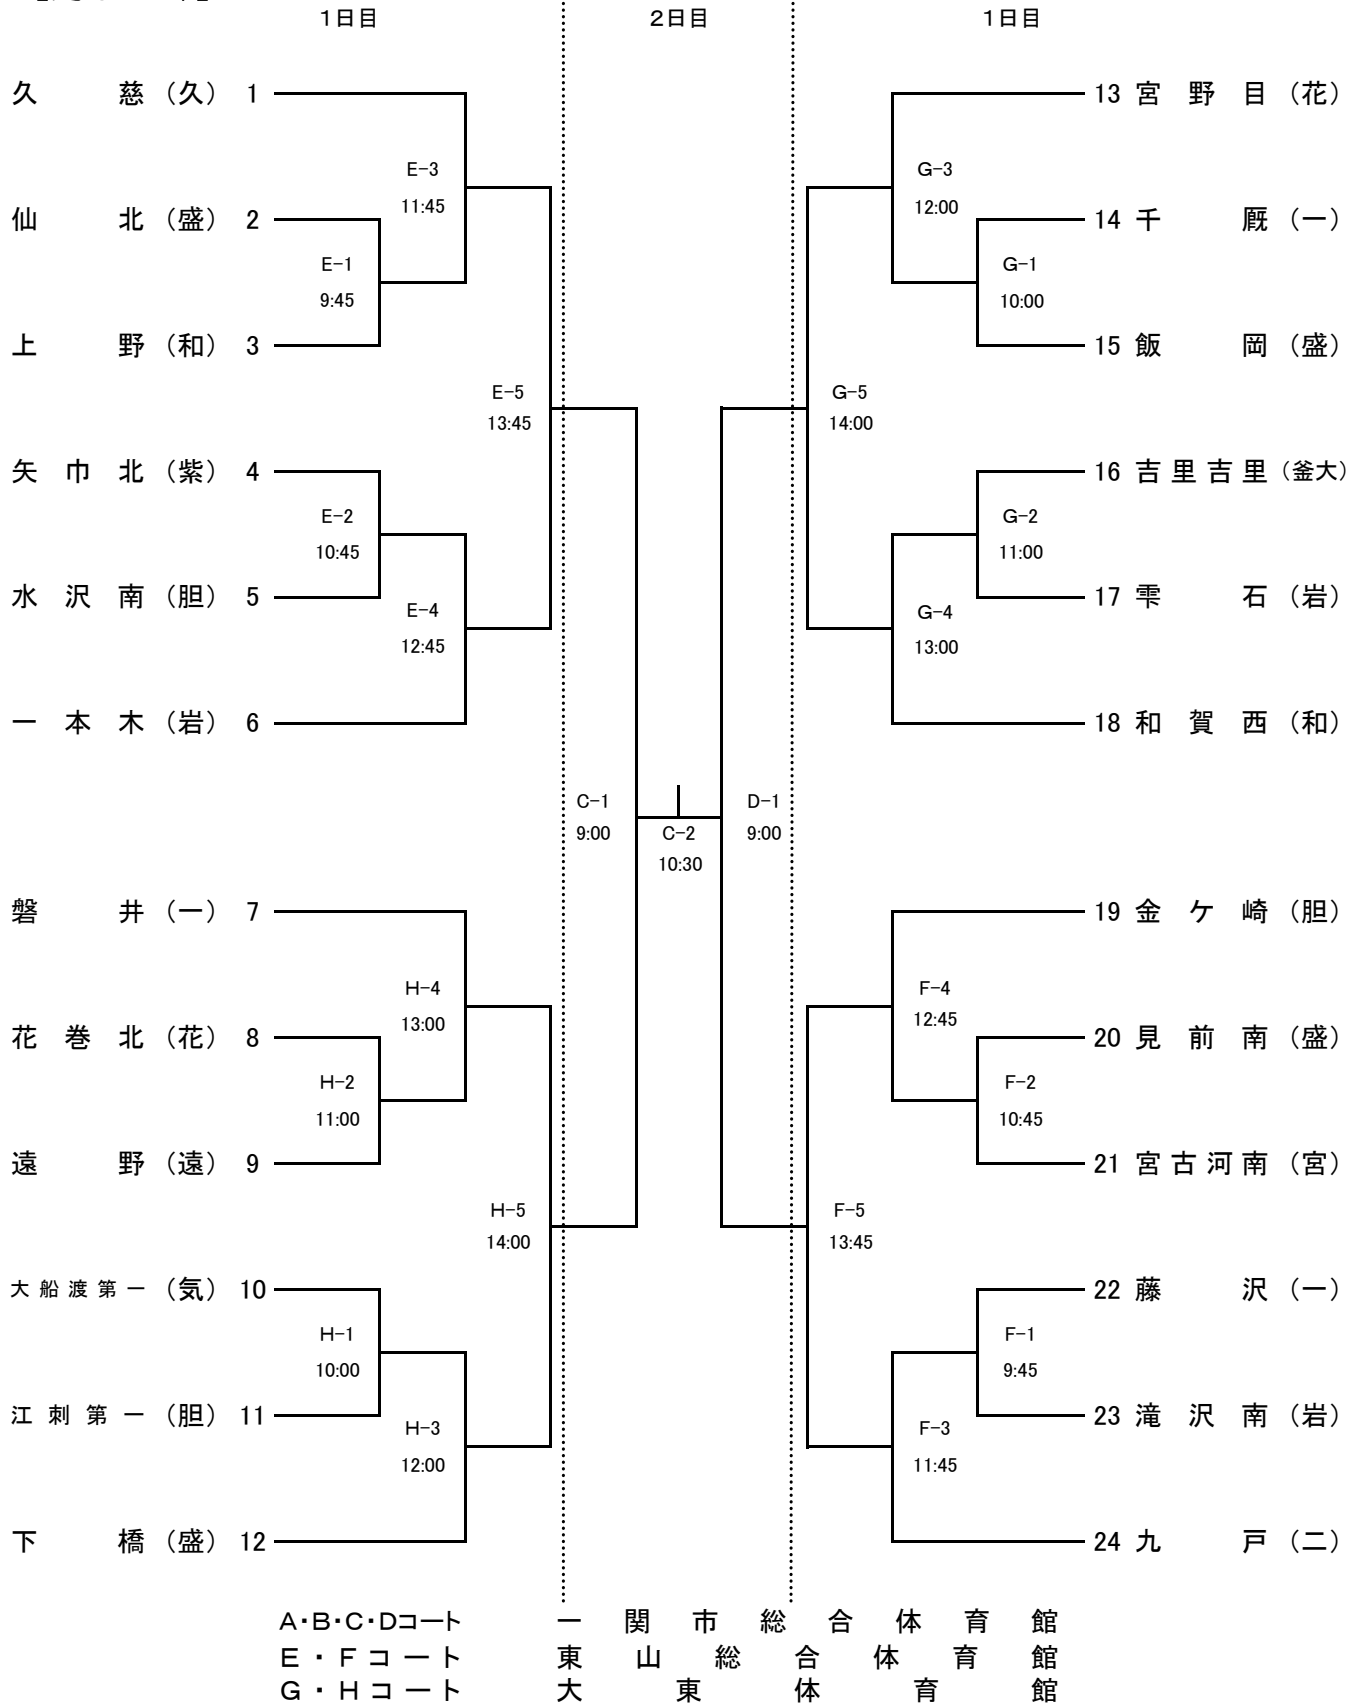 1日目 2日目 1日目
久慈（久） 1
13 宮野目（花）
E-3
11:45
G-3
12:00
仙北（盛） 2
14 千厩（一）
E-1
9:45
G-1
10:00
上野（和） 3
15 飯岡（盛）
E-5
13:45
G-5
14:00
矢巾北（紫） 4
16 吉里吉里（釜大）
E-2
10:45
G-2
11:00
水沢南（胆） 5
17 雫石（岩）
E-4
12:45
G-4
13:00
一本木（岩） 6
18 和賀西（和）
C-1
9:00
C-2
10:30
D-1
9:00
磐井（一） 7
19 金ケ崎（胆）
H-4
13:00
F-4
12:45
花巻北（花） 8
20 見前南（盛）
H-2
11:00
F-2
10:45
遠野（遠） 9
21 宮古河南（宮）
H-5
14:00
F-5
13:45
大船渡第一（気） 10
22 藤沢（一）
H-1
10:00
F-1
9:45
江刺第一（胆） 11
23 滝沢南（岩）
H-3
12:00
F-3
11:45
下橋（盛） 12
24 九戸（二）
A・B・C・Dコート 一関市総合体育館
E・Fコート 東山総合体育館
G・Hコート 大東体育館